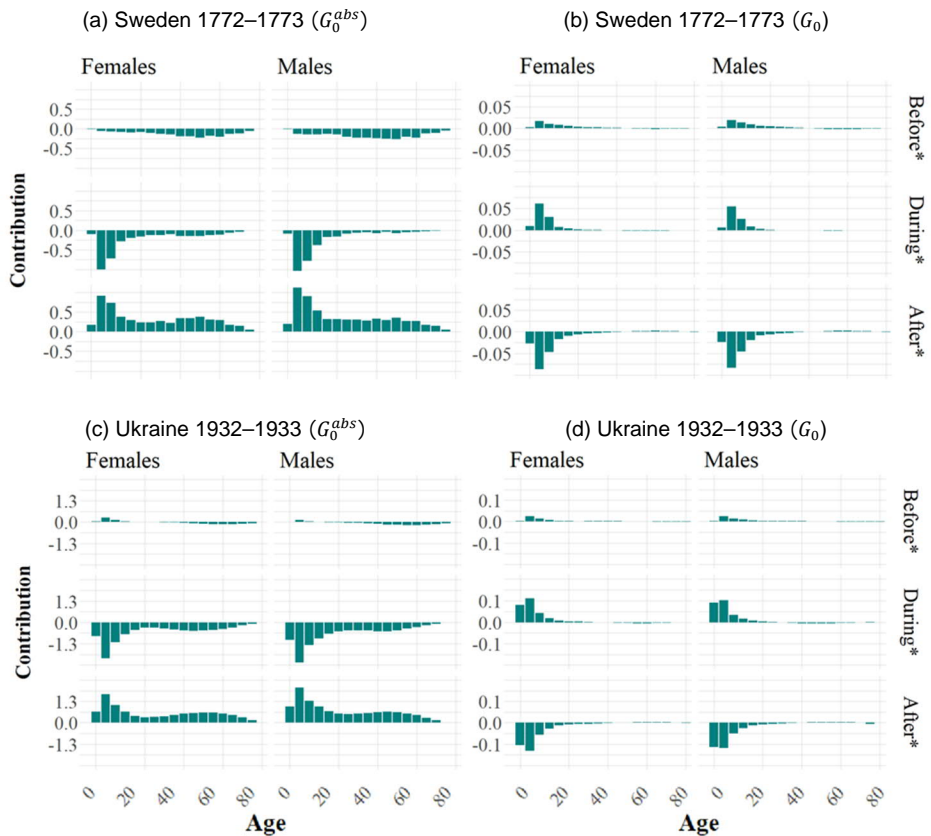 (a) Sweden 1772–1773 (G₀ᵃᵇˢ)
(b) Sweden 1772–1773 (G₀)
Females Males
Females Males
0.5
0.0
-0.5
0.05
0.00
-0.05
Before*
0.5
0.0
-0.5
0.05
0.00
-0.05
During*
0.5
0.0
-0.5
0.05
0.00
-0.05
After*
Contribution
(c) Ukraine 1932–1933 (G₀ᵃᵇˢ)
(d) Ukraine 1932–1933 (G₀)
Females Males
Females Males
1.3
0.0
-1.3
0.1
0.0
-0.1
Before*
1.3
0.0
-1.3
0.1
0.0
-0.1
During*
1.3
0.0
-1.3
0.1
0.0
-0.1
After*
Contribution
0 20 40 60 80 0 20 40 60 80
0 20 40 60 80 0 20 40 60 80
Age
Age